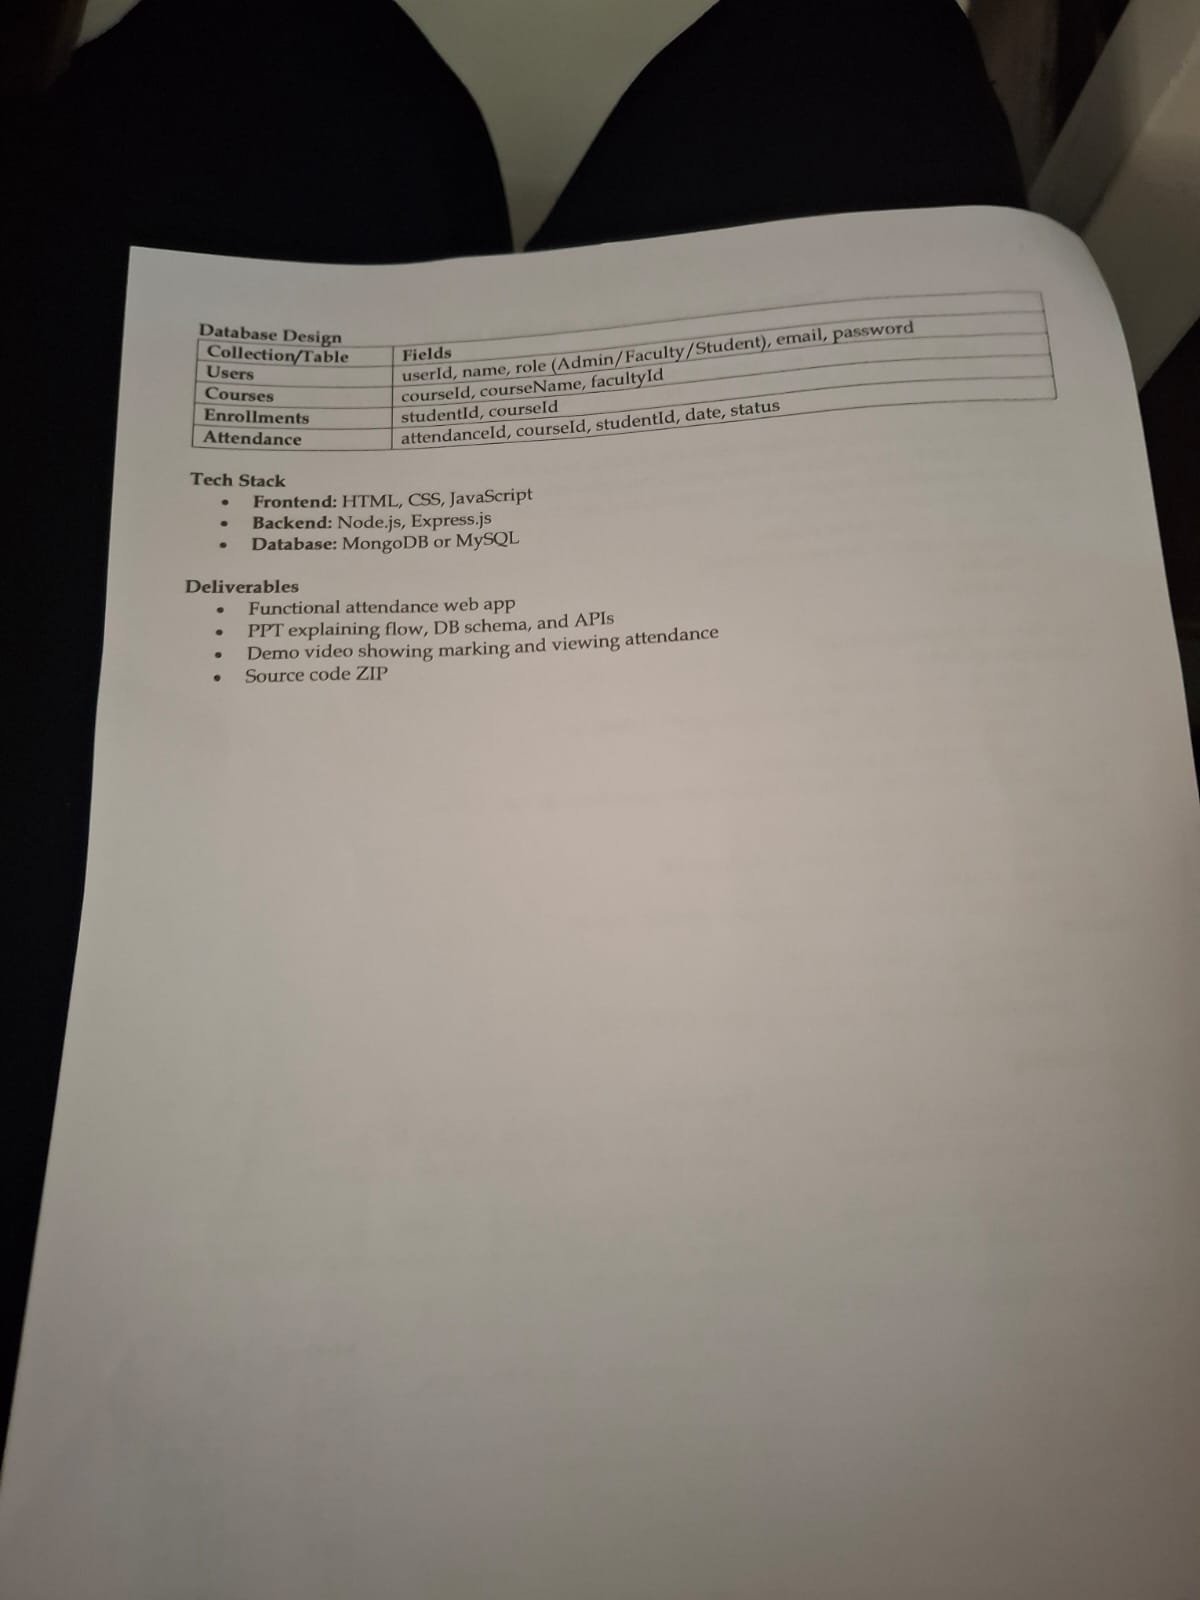 Database Design
Collection/Table Fields
Users userId, name, role (Admin/Faculty/Student), email, password
Courses courseId, courseName, facultyId
Enrollments studentId, courseId
Attendance attendanceId, courseId, studentId, date, status
Tech Stack
• Frontend: HTML, CSS, JavaScript
• Backend: Node.js, Express.js
• Database: MongoDB or MySQL
Deliverables
• Functional attendance web app
• PPT explaining flow, DB schema, and APIs
• Demo video showing marking and viewing attendance
• Source code ZIP